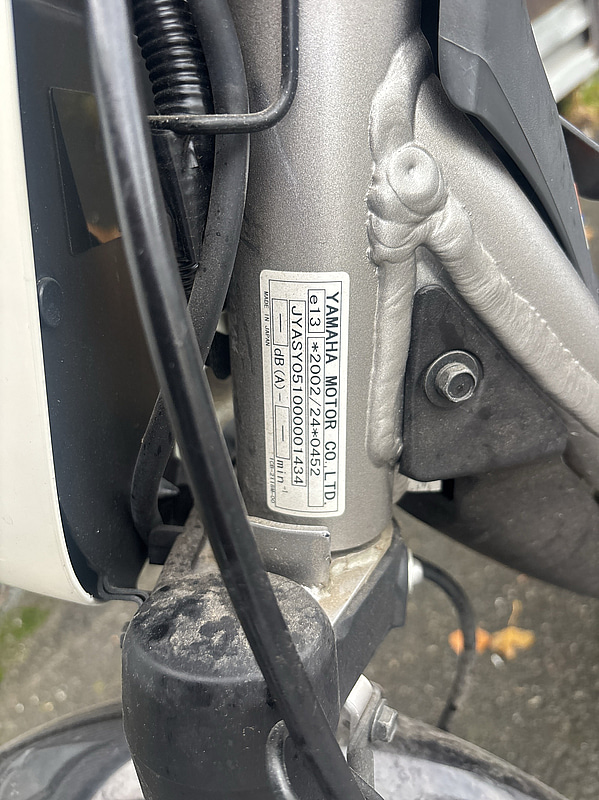 YAMAHA MOTOR CO.,LTD.
e13 *2002/24*0452
JYASY051000001434
— dB(A)- — min⁻¹
MADE IN JAPAN